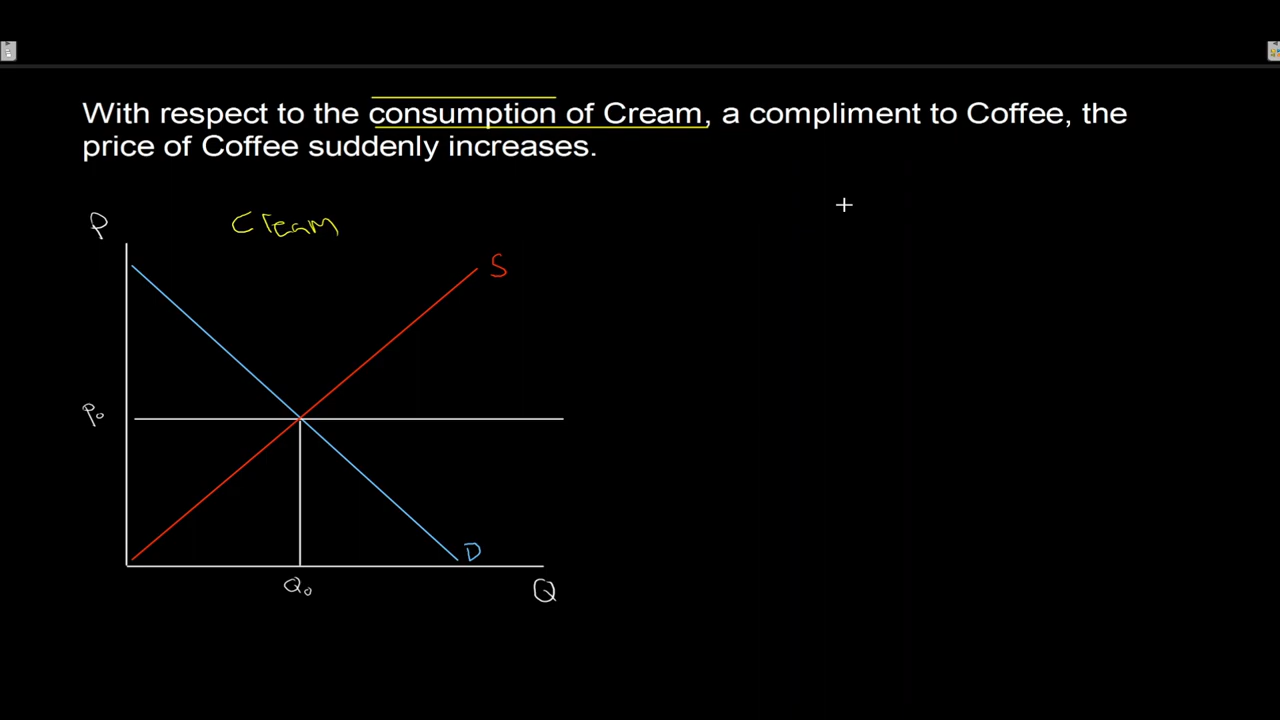 With respect to the consumption of Cream, a compliment to Coffee, the
price of Coffee suddenly increases.
P
Cream
S
P₀
D
Q₀
Q